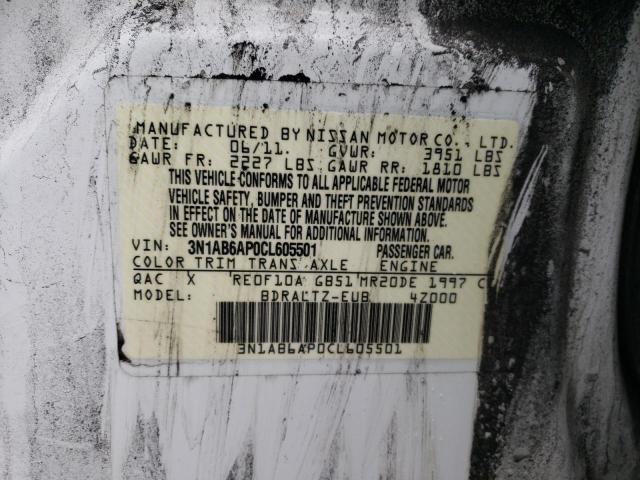 MANUFACTURED BY NISSAN MOTOR CO., LTD.
DATE: 06/11. GVWR: 3951 LBS
GAWR FR: 2227 LBS GAWR RR: 1810 LBS
THIS VEHICLE CONFORMS TO ALL APPLICABLE FEDERAL MOTOR
VEHICLE SAFETY, BUMPER AND THEFT PREVENTION STANDARDS
IN EFFECT ON THE DATE OF MANUFACTURE SHOWN ABOVE.
SEE OWNER'S MANUAL FOR ADDITIONAL INFORMATION
VIN: 3N1AB6AP0CL605501 PASSENGER CAR.
COLOR TRIM TRANS AXLE ENGINE
QAC X RE0F10A GB51 MR20DE 1997 C
MODEL: BDRALTZ-EUB 4Z000
3N1AB6AP0CL605501